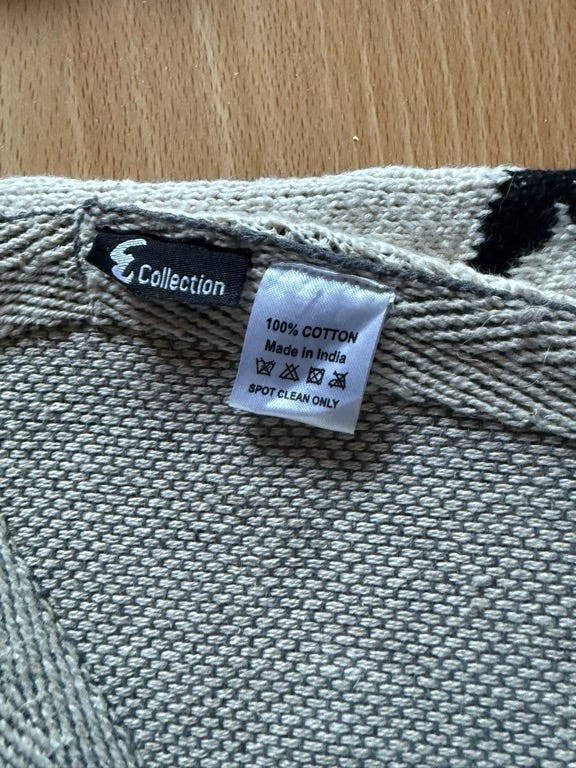 Collection
100% COTTON
Made in India
SPOT CLEAN ONLY